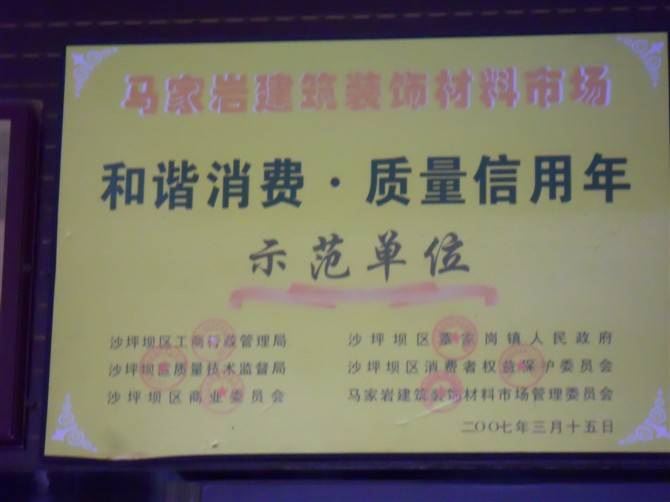 马家岩建筑装饰材料市场
和谐消费·质量信用年
示范单位
沙坪坝区工商行政管理局
沙坪坝区质量技术监督局
沙坪坝区商业委员会
沙坪坝区覃家岗镇人民政府
沙坪坝区消费者权益保护委员会
马家岩建筑装饰材料市场管理委员会
二〇〇七年三月十五日